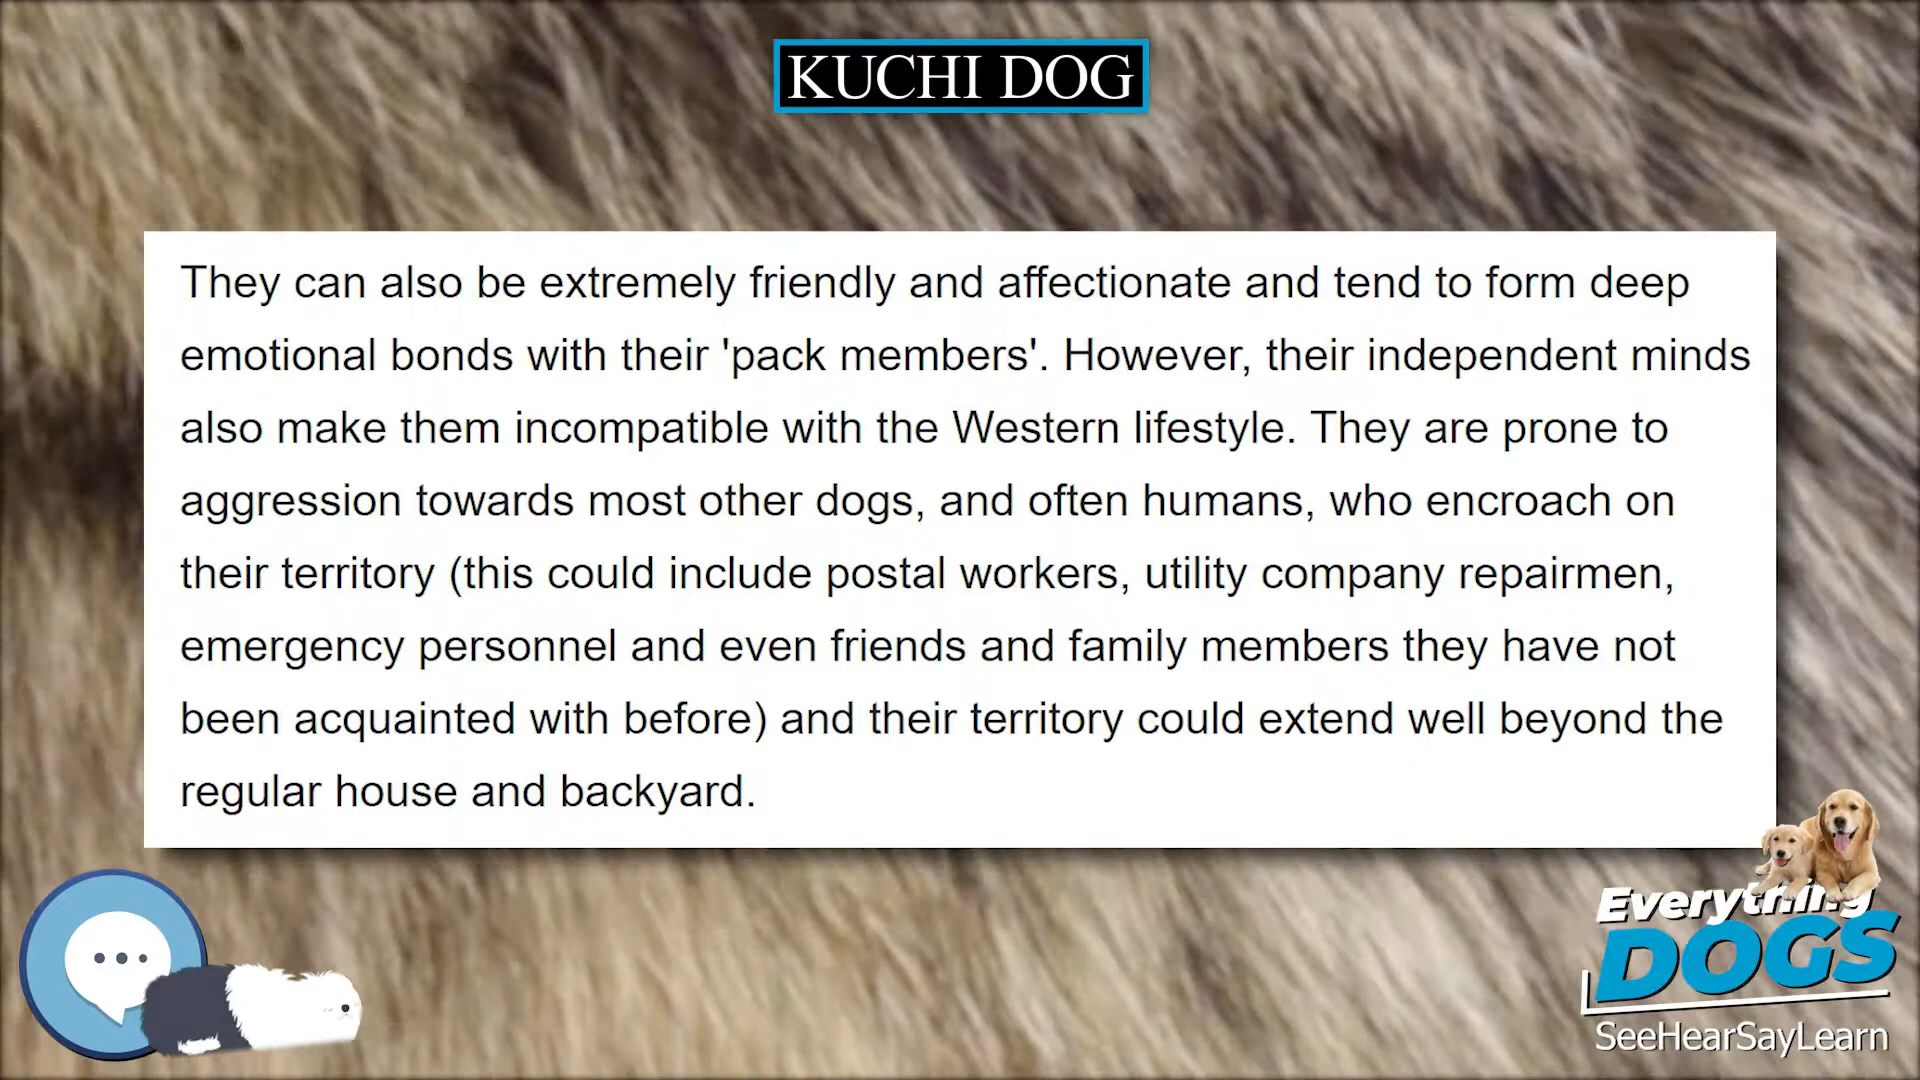 KUCHI DOG
They can also be extremely friendly and affectionate and tend to form deep
emotional bonds with their 'pack members'. However, their independent minds
also make them incompatible with the Western lifestyle. They are prone to
aggression towards most other dogs, and often humans, who encroach on
their territory (this could include postal workers, utility company repairmen,
emergency personnel and even friends and family members they have not
been acquainted with before) and their territory could extend well beyond the
regular house and backyard.
Everything
DOGS
SeeHearSayLearn